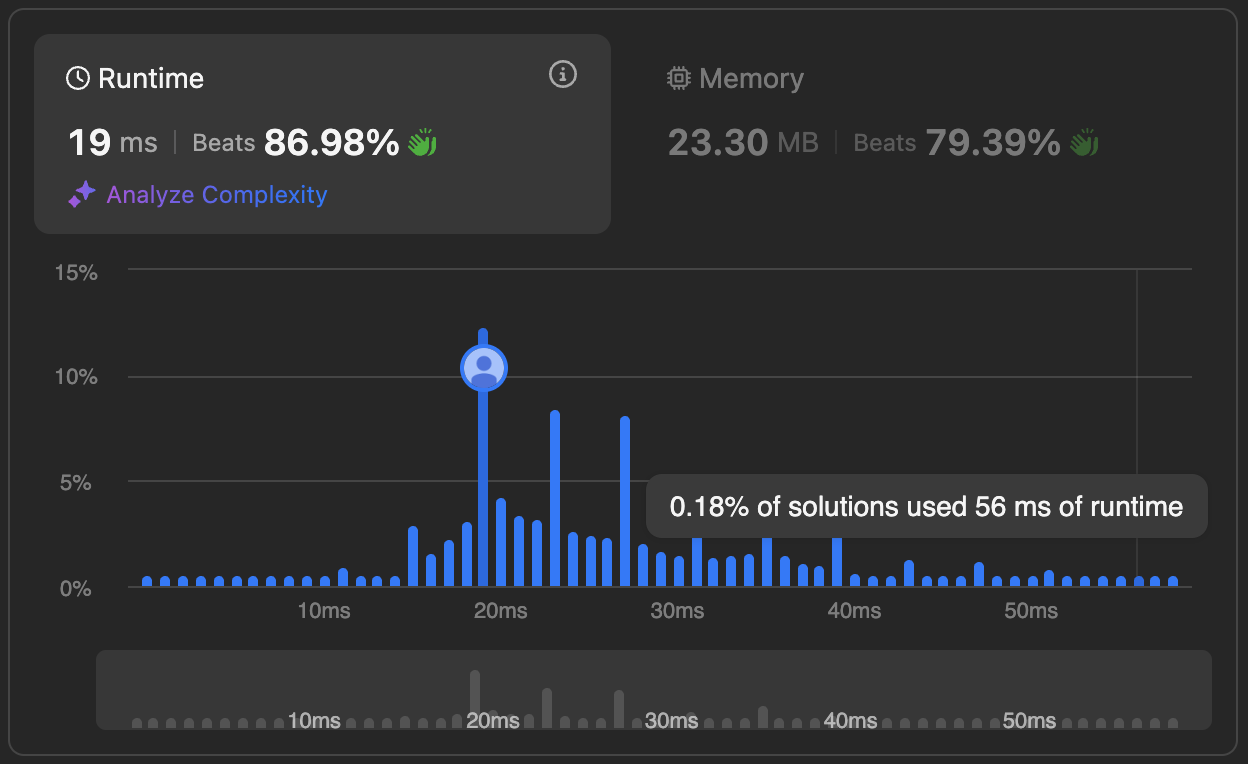 Runtime
19 ms | Beats 86.98%
Analyze Complexity
Memory
23.30 MB | Beats 79.39%
15%
10%
5%
0%
0.18% of solutions used 56 ms of runtime
10ms 20ms 30ms 40ms 50ms
10ms 20ms 30ms 40ms 50ms